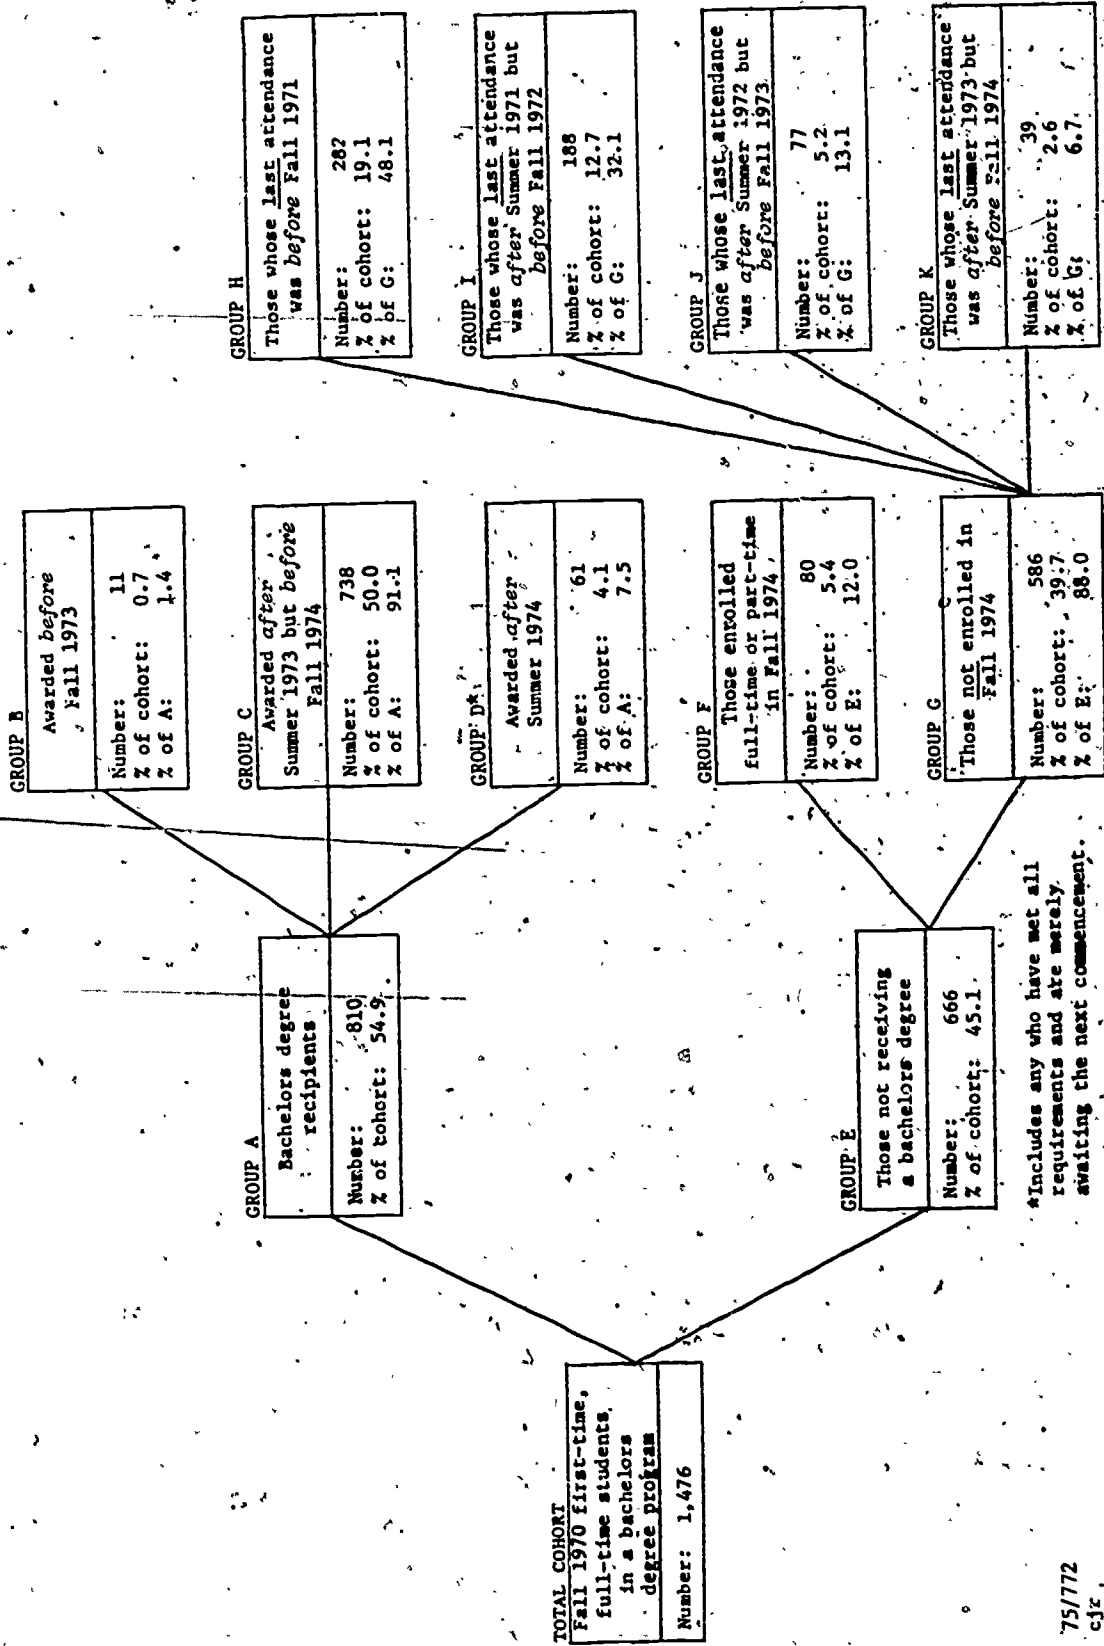 TOTAL COHORT
Fall 1970 first-time,
full-time students
in a bachelors
degree program
Number: 1,476
GROUP A
Bachelors degree
recipients
Number: 810
% of cohort: 54.9
GROUP E
Those not receiving
a bachelors degree
Number: 666
% of cohort: 45.1
GROUP B
Awarded before
Fall 1973
Number: 11
% of cohort: 0.7
% of A: 1.4
GROUP C
Awarded after
Summer 1973 but before
Fall 1974
Number: 738
% of cohort: 50.0
% of A: 91.1
GROUP D*
Awarded after
Summer 1974
Number: 61
% of cohort: 4.1
% of A: 7.5
GROUP F
Those enrolled
full-time or part-time
in Fall 1974
Number: 80
% of cohort: 5.4
% of E: 12.0
GROUP G
Those not enrolled in
Fall 1974
Number: 586
% of cohort: 39.7
% of E: 88.0
GROUP H
Those whose last attendance
was before Fall 1971
Number: 282
% of cohort: 19.1
% of G: 48.1
GROUP I
Those whose last attendance
was after Summer 1971 but
before Fall 1972
Number: 188
% of cohort: 12.7
% of G: 32.1
GROUP J
Those whose last attendance
was after Summer 1972 but
before Fall 1973
Number: 77
% of cohort: 5.2
% of G: 13.1
GROUP K
Those whose last attendance
was after Summer 1973 but
before Fall 1974
Number: 39
% of cohort: 2.6
% of G: 6.7
*Includes any who have met all
requirements and are merely
awaiting the next commencement.
75/772
cjr